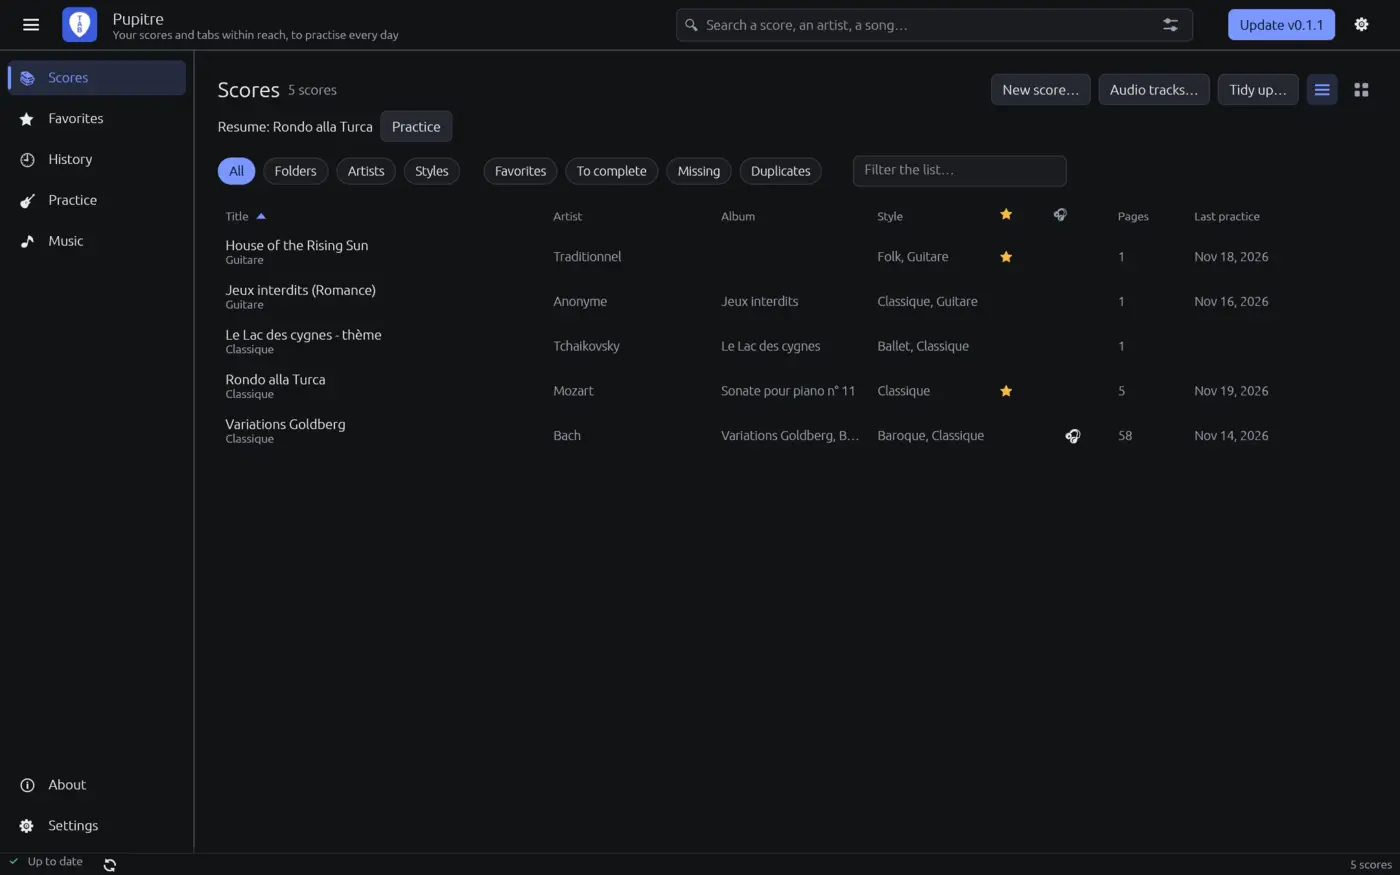 Pupitre
Your scores and tabs within reach, to practise every day
Search a score, an artist, a song…
Update v0.1.1
Scores
Favorites
History
Practice
Music
About
Settings
Scores 5 scores
New score… Audio tracks… Tidy up…
Resume: Rondo alla Turca Practice
All Folders Artists Styles Favorites To complete Missing Duplicates Filter the list…
Title Artist Album Style Pages Last practice
House of the Rising Sun
Guitare
Traditionnel Folk, Guitare 1 Nov 18, 2026
Jeux interdits (Romance)
Guitare
Anonyme Jeux interdits Classique, Guitare 1 Nov 16, 2026
Le Lac des cygnes - thème
Classique
Tchaikovsky Le Lac des cygnes Ballet, Classique 1
Rondo alla Turca
Classique
Mozart Sonate pour piano n° 11 Classique 5 Nov 19, 2026
Variations Goldberg
Classique
Bach Variations Goldberg, B… Baroque, Classique 58 Nov 14, 2026
Up to date
5 scores